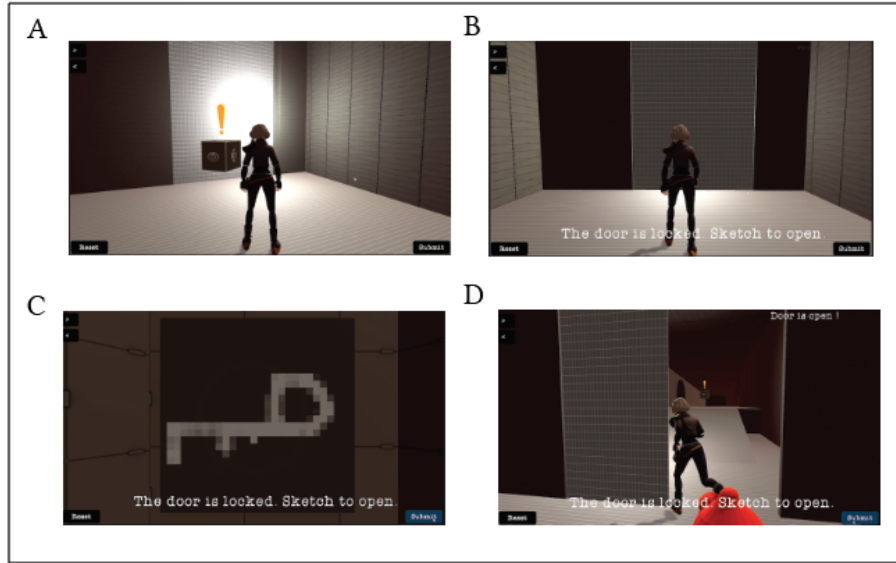 A
>
<
!
Reset
Submit
B
>
<
The door is locked. Sketch to open.
Reset
Submit
C
>
<
The door is locked. Sketch to open.
Reset
Submit
D
>
<
Door is open !
!
The door is locked. Sketch to open.
Reset
Submit